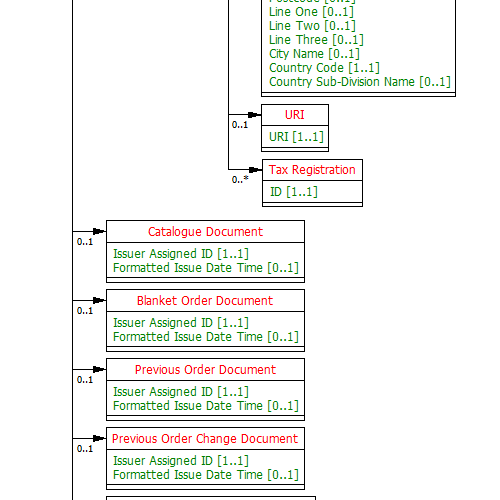 Postcode [0..1]
Line One [0..1]
Line Two [0..1]
Line Three [0..1]
City Name [0..1]
Country Code [1..1]
Country Sub-Division Name [0..1]
0..1
URI
URI [1..1]
0..*
Tax Registration
ID [1..1]
0..1
Catalogue Document
Issuer Assigned ID [1..1]
Formatted Issue Date Time [0..1]
0..1
Blanket Order Document
Issuer Assigned ID [1..1]
Formatted Issue Date Time [0..1]
0..1
Previous Order Document
Issuer Assigned ID [1..1]
Formatted Issue Date Time [0..1]
0..1
Previous Order Change Document
Issuer Assigned ID [1..1]
Formatted Issue Date Time [0..1]